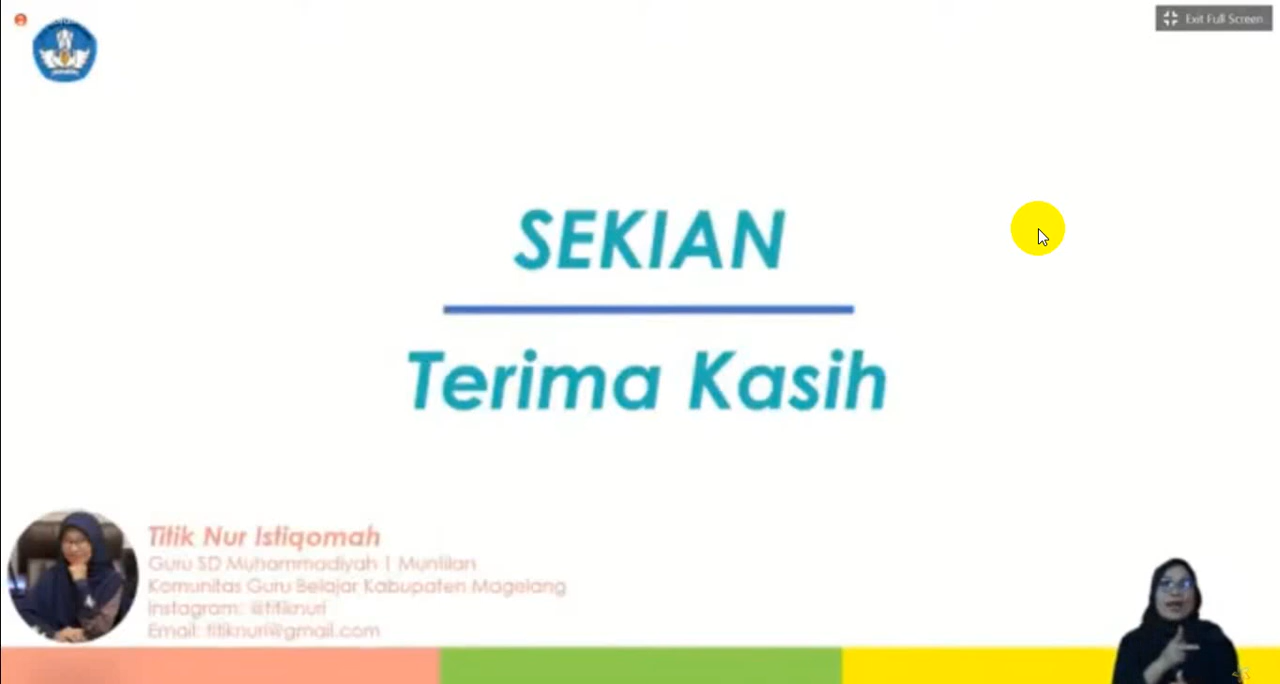 Exit Full Screen
SEKIAN
Terima Kasih
Titik Nur Istiqomah
Guru SD Muhammadiyah 1 Muntilan
Komunitas Guru Belajar Kabupaten Magelang
Instagram: @titiknuri
Email: titiknuri@gmail.com